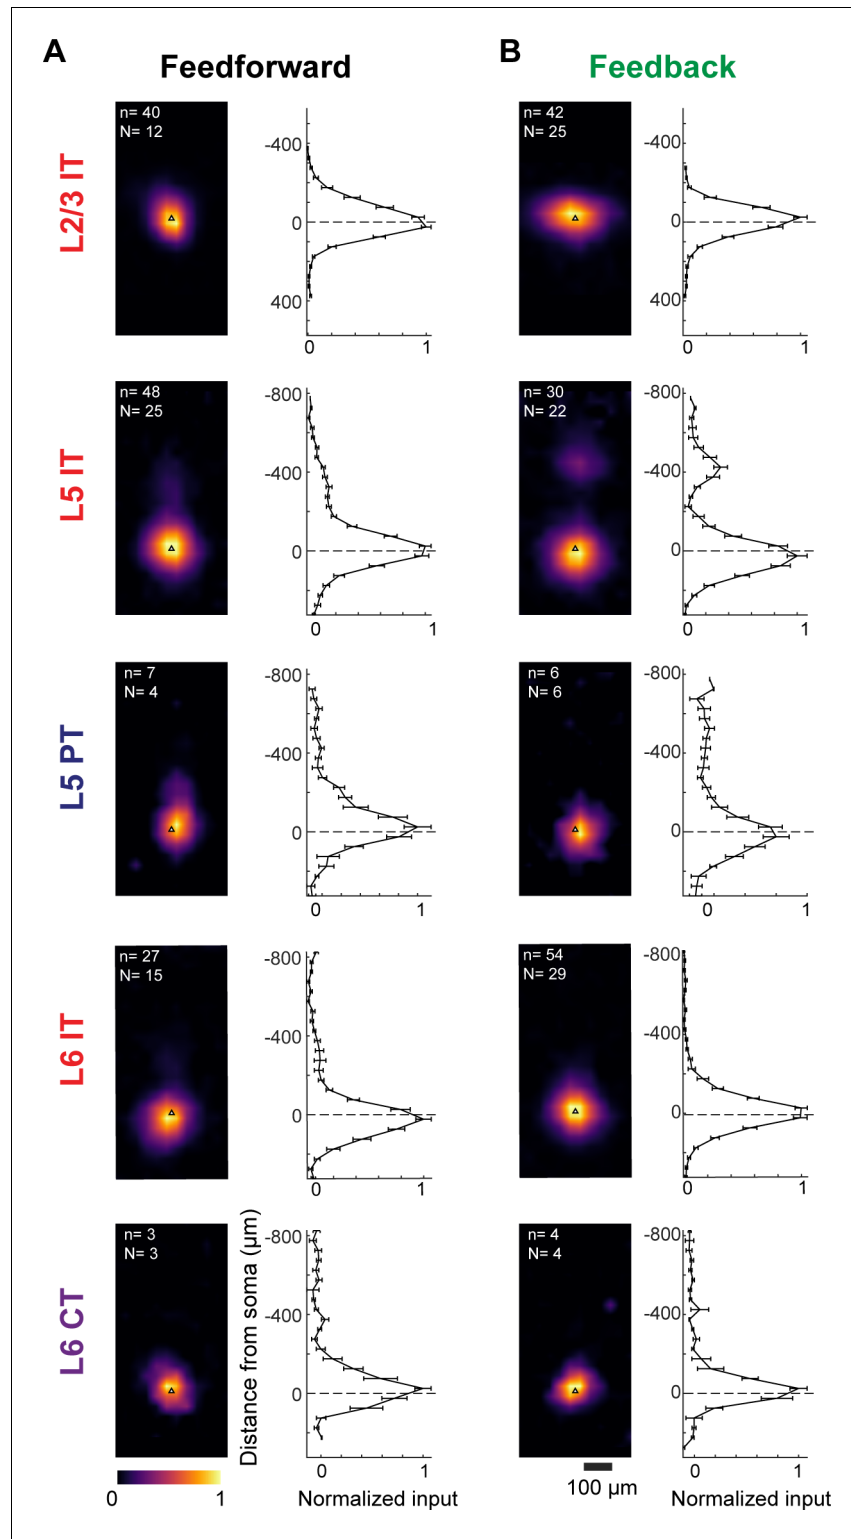 A
B
Feedforward
Feedback
L2/3 IT
n= 40
N= 12
-400
0
400
0
1
n= 42
N= 25
-400
0
400
0
1
L5 IT
n= 48
N= 25
-800
-400
0
0
1
n= 30
N= 22
-800
-400
0
0
1
L5 PT
n= 7
N= 4
-800
-400
0
0
1
n= 6
N= 6
-800
-400
0
0
1
L6 IT
n= 27
N= 15
-800
-400
0
0
1
n= 54
N= 29
-800
-400
0
0
1
L6 CT
n= 3
N= 3
Distance from soma (µm)
-800
-400
0
0
1
n= 4
N= 4
-800
-400
0
0
1
0
1
Normalized input
100 µm
Normalized input